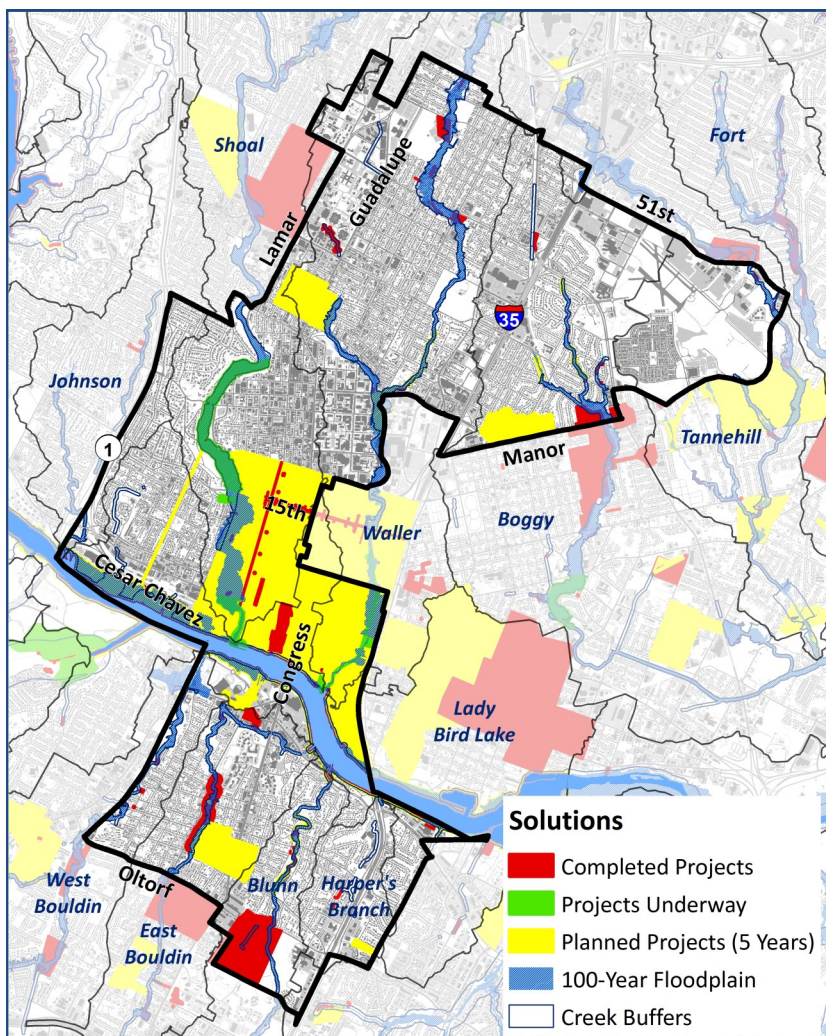 Shoal
Fort
Guadalupe
51st
Lamar
35
Johnson
1
Tannehill
Manor
15th
Waller
Boggy
Cesar Chávez
Congress
Lady
Bird Lake
Solutions
Completed Projects
Projects Underway
Planned Projects (5 Years)
100-Year Floodplain
Creek Buffers
Oltorf
West
Bouldin
East
Bouldin
Blunn
Harper's
Branch